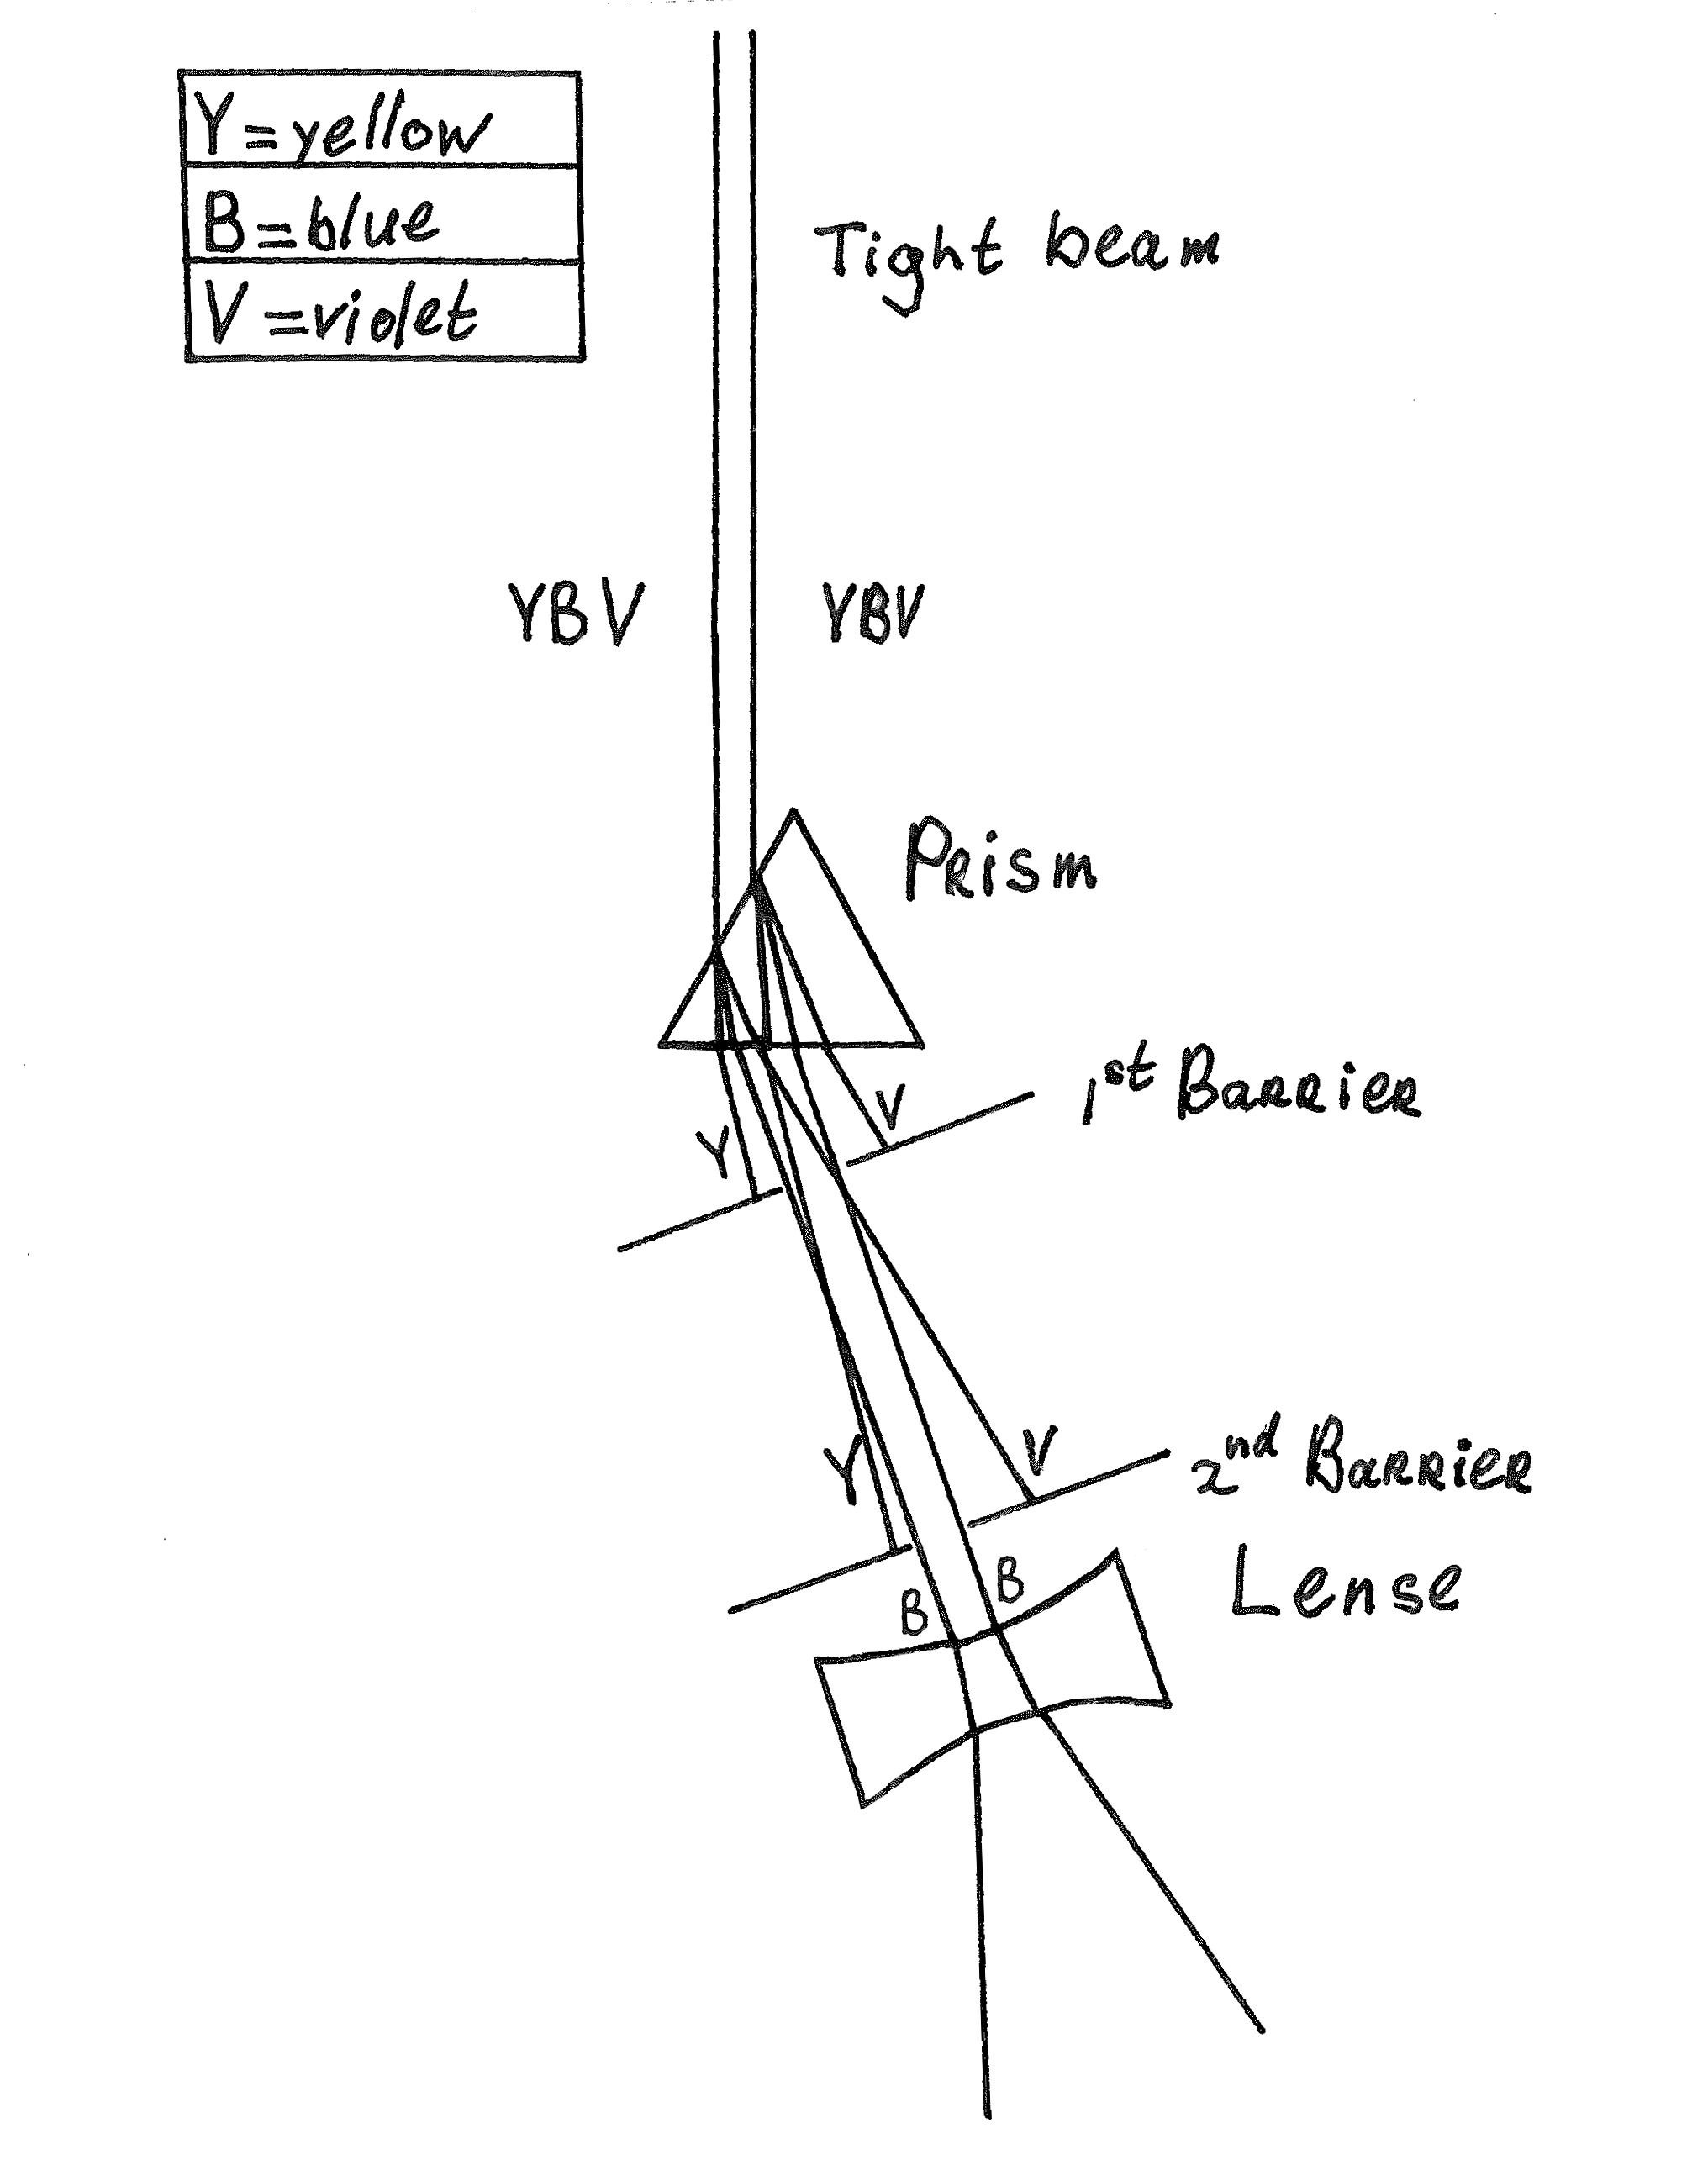 Y=yellow
B=blue
V=violet
Tight beam
YBV YBV
Prism
1st Barrier
V
Y
2nd Barrier
V
Y
Lense
B
B